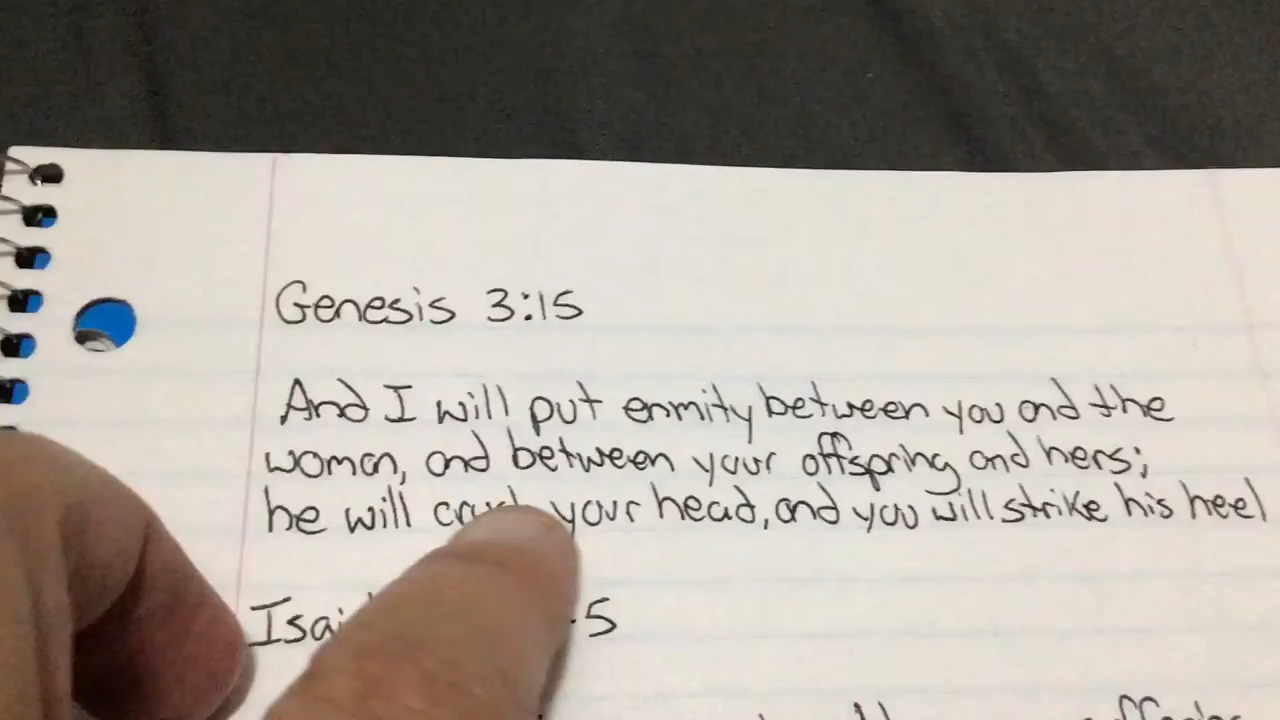 Genesis 3:15
And I will put enmity between you and the
woman, and between your offspring and hers;
he will your head, and you will strike his heel
5